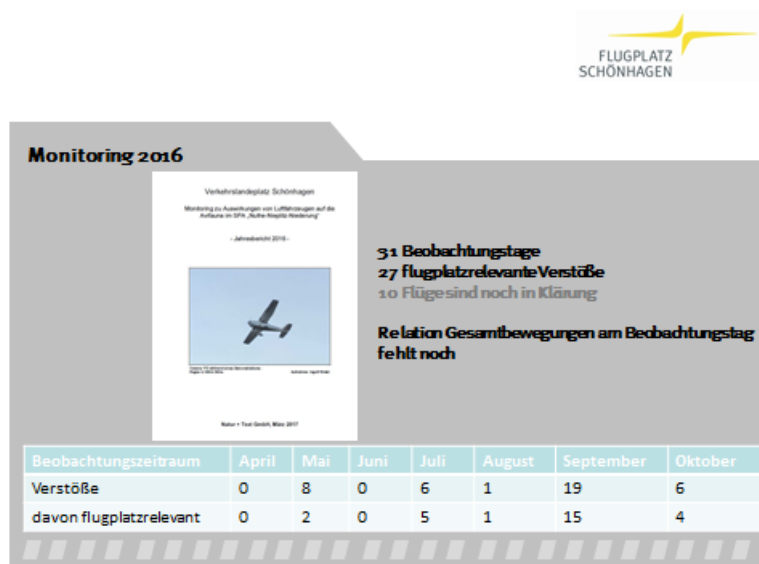 FLUGPLATZ
SCHÖNHAGEN
Monitoring 2016
Verkehrslandeplatz Schönhagen
Monitoring zu Auswirkungen von Luftfahrzeugen auf die
Avifauna im SPA „Nuthe-Nieplitz-Niederung“
- Jahresbericht 2016 -
Natur + Text GmbH, März 2017
31 Beobachtungstage
27 flugplatzrelevante Verstöße
10 Flüge sind noch in Klärung
Relation Gesamtbewegungen am Beobachtungstag
fehlt noch
Beobachtungszeitraum April Mai Juni Juli August September Oktober
Verstöße 0 8 0 6 1 19 6
davon flugplatzrelevant 0 2 0 5 1 15 4